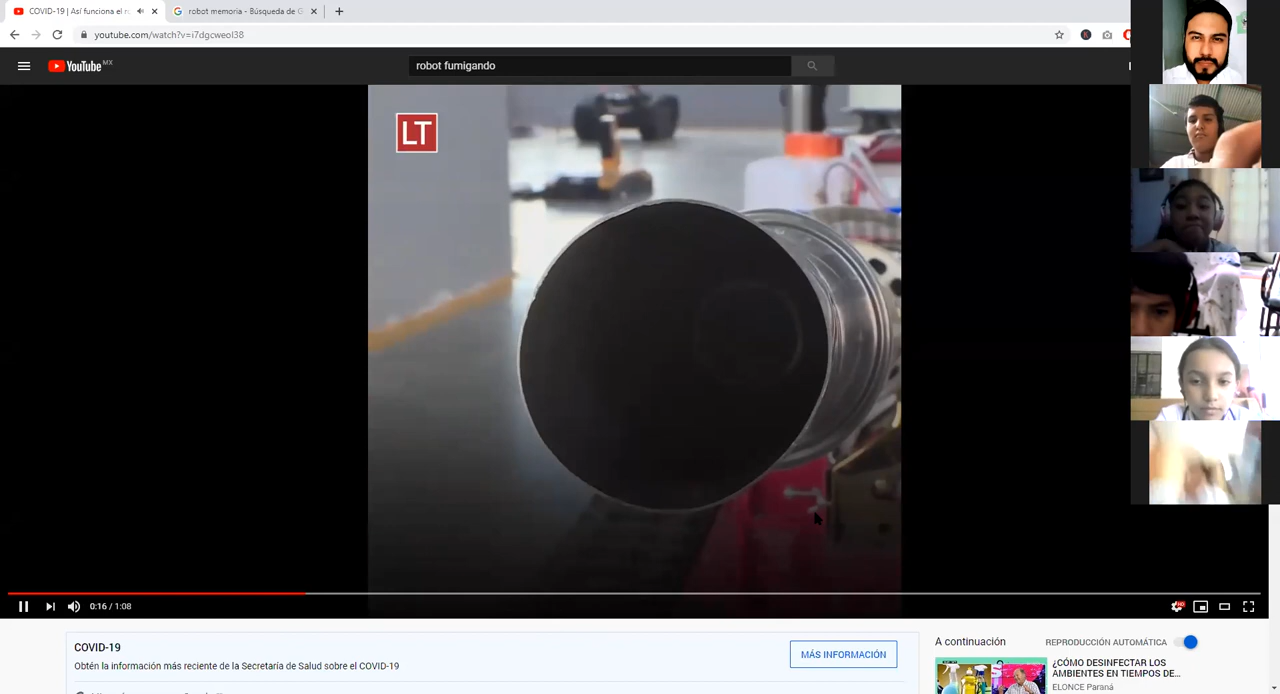 COVID-19 | Así funciona el r
robot memoria - Búsqueda de G
youtube.com/watch?v=i7dgcweoI38
YouTube MX
robot fumigando
LT
0:16 / 1:08
HD
COVID-19
Obtén la información más reciente de la Secretaría de Salud sobre el COVID-19
MÁS INFORMACIÓN
A continuación
REPRODUCCIÓN AUTOMÁTICA
¿CÓMO DESINFECTAR LOS
AMBIENTES EN TIEMPOS DE...
ELONCE Paraná